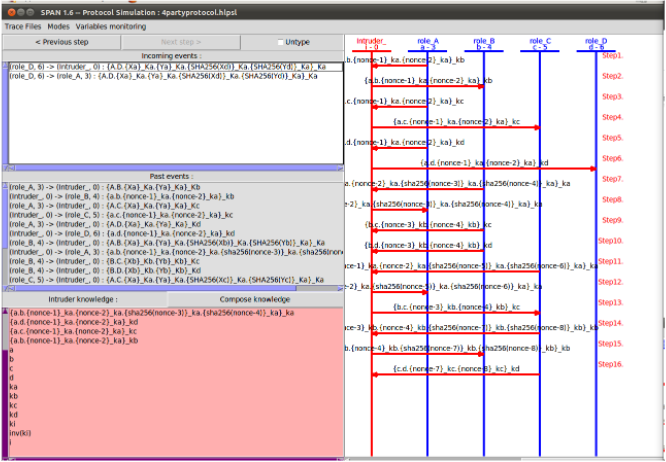 SPAN 1.6 -- Protocol Simulation : 4partyprotocol.hlpsl
Trace Files Modes Variables monitoring
< Previous step Next step > Untype
Incoming events :
(role_D, 6) -> (Intruder_, 0) : {A.D.{Xa}_Ka.{Ya}_Ka.{SHA256(Xd)}_Ka.{SHA256(Yd)}_Ka}_Ka
(role_D, 6) -> (role_A, 3) : {A.D.{Xa}_Ka.{Ya}_Ka.{SHA256(Xd)}_Ka.{SHA256(Yd)}_Ka}_Ka
Past events :
(role_A, 3) -> (Intruder_, 0) : {A.B.{Xa}_Ka.{Ya}_Ka}_Kb
(Intruder_, 0) -> (role_B, 4) : {a.b.{nonce-1}_ka.{nonce-2}_ka}_kb
(role_A, 3) -> (Intruder_, 0) : {A.C.{Xa}_Ka.{Ya}_Ka}_Kc
(Intruder_, 0) -> (role_C, 5) : {a.c.{nonce-1}_ka.{nonce-2}_ka}_kc
(role_A, 3) -> (Intruder_, 0) : {A.D.{Xa}_Ka.{Ya}_Ka}_Kd
(Intruder_, 0) -> (role_D, 6) : {a.d.{nonce-1}_ka.{nonce-2}_ka}_kd
role_B, 4) -> (Intruder_, 0) : {A.B.{Xa}_Ka.{Ya}_Ka.{SHA256(Xb)}_Ka.{SHA256(Yb)}_Ka}_Ka
(Intruder_, 0) -> (role_A, 3) : {a.b.{nonce-1}_ka.{nonce-2}_ka.{sha256(nonce-3)}_ka.{sha256(non
(role_B, 4) -> (Intruder_, 0) : {B.C.{Xb}_Kb.{Yb}_Kb}_Kc
(role_B, 4) -> (Intruder_, 0) : {B.D.{Xb}_Kb.{Yb}_Kb}_Kd
role_C, 5) -> (Intruder_, 0) : {A.C.{Xa}_Ka.{Ya}_Ka.{SHA256(Xc)}_Ka.{SHA256(Yc)}_Ka}_Ka
Intruder knowledge : Compose knowledge
{a.b.{nonce-1}_ka.{nonce-2}_ka.{sha256(nonce-3)}_ka.{sha256(nonce-4)}_ka}_ka
{a.d.{nonce-1}_ka.{nonce-2}_ka}_kd
{a.c.{nonce-1}_ka.{nonce-2}_ka}_kc
{a.b.{nonce-1}_ka.{nonce-2}_ka}_kb
a
b
c
d
ka
kb
kc
kd
ki
inv(ki)
i
Intruder_ role_A role_B role_C role_D
i - 0 a - 3 b - 4 c - 5 d - 6
Step1.
.b.{nonce-1}_ka.{nonce-2}_ka}_kb
Step2.
{a.b.{nonce-1}_ka.{nonce-2}_ka}_kb
Step3.
.c.{nonce-1}_ka.{nonce-2}_ka}_kc
Step4.
{a.c.{nonce-1}_ka.{nonce-2}_ka}_kc
Step5.
.d.{nonce-1}_ka.{nonce-2}_ka}_kd
Step6.
{a.d.{nonce-1}_ka.{nonce-2}_ka}_kd
Step7.
a.{nonce-2}_ka.{sha256(nonce-3)}_ka.{sha256(nonce-4)}_ka}_ka
Step8.
e-2}_ka.{sha256(nonce-3)}_ka.{sha256(nonce-4)}_ka}_ka
Step9.
{b.c.{nonce-3}_kb.{nonce-4}_kb}_kc
Step10.
{b.d.{nonce-3}_kb.{nonce-4}_kb}_kd
Step11.
ce-1}_ka.{nonce-2}_ka.{sha256(nonce-5)}_ka.{sha256(nonce-6)}_ka}_ka
Step12.
-2}_ka.{sha256(nonce-5)}_ka.{sha256(nonce-6)}_ka}_ka
Step13.
{b.c.{nonce-3}_kb.{nonce-4}_kb}_kc
Step14.
ce-3}_kb.{nonce-4}_kb.{sha256(nonce-7)}_kb.{sha256(nonce-8)}_kb}_kb
Step15.
b.{nonce-4}_kb.{sha256(nonce-7)}_kb.{sha256(nonce-8)}_kb}_kb
Step16.
{c.d.{nonce-7}_kc.{nonce-8}_kc}_kd